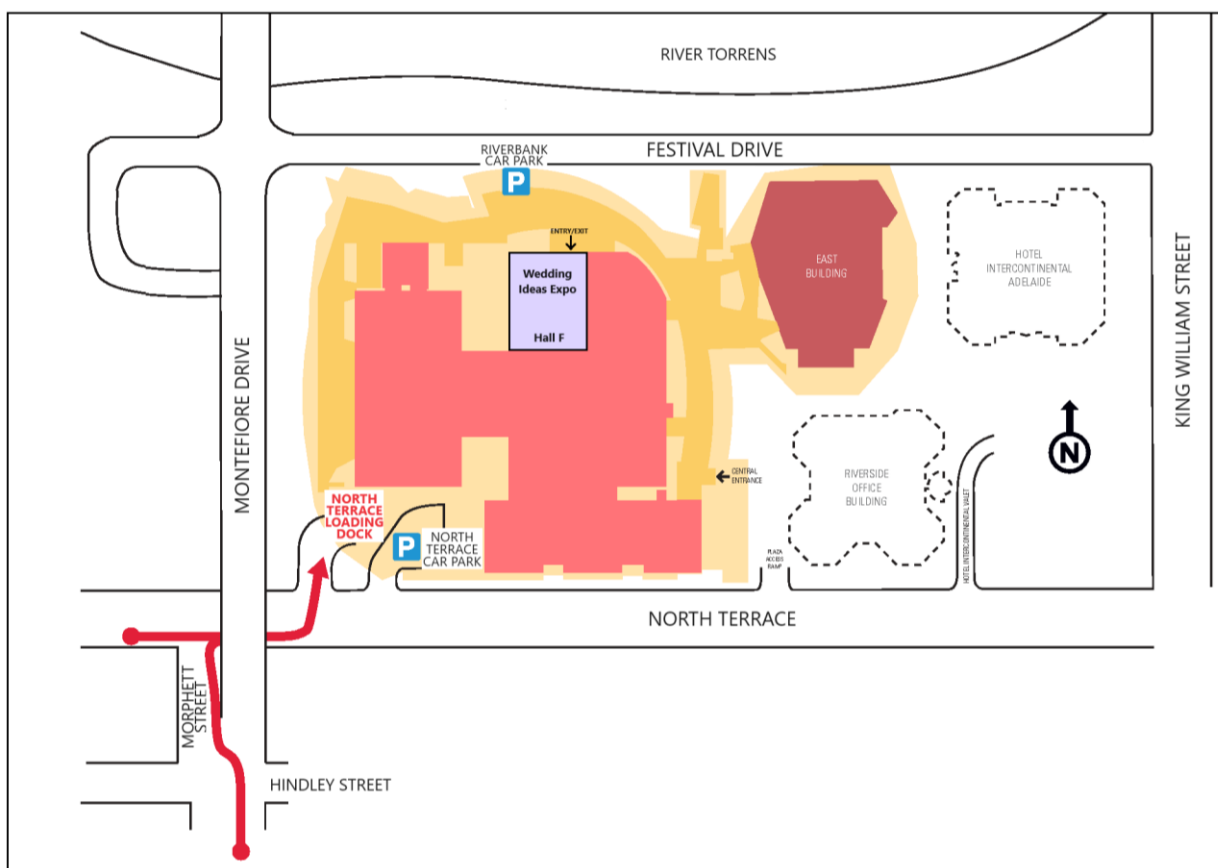 RIVER TORRENS
FESTIVAL DRIVE
RIVERBANK
CAR PARK
P
ENTRY/EXIT
Wedding
Ideas Expo
Hall F
EAST
BUILDING
HOTEL
INTERCONTINENTAL
ADELAIDE
KING WILLIAM STREET
MONTEFIORE DRIVE
N
CENTRAL
ENTRANCE
RIVERSIDE
OFFICE
BUILDING
NORTH
TERRACE
LOADING
DOCK
P
NORTH
TERRACE
CAR PARK
PLAZA
ACCESS
RAMP
HOTEL INTERCONTINENTAL VALET
NORTH TERRACE
MORPHETT
STREET
HINDLEY STREET